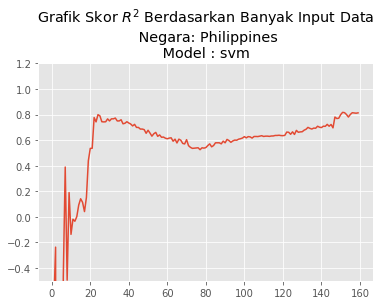 Grafik Skor R² Berdasarkan Banyak Input Data
Negara: Philippines
Model : svm
1.2
1.0
0.8
0.6
0.4
0.2
0.0
−0.2
−0.4
0 20 40 60 80 100 120 140 160